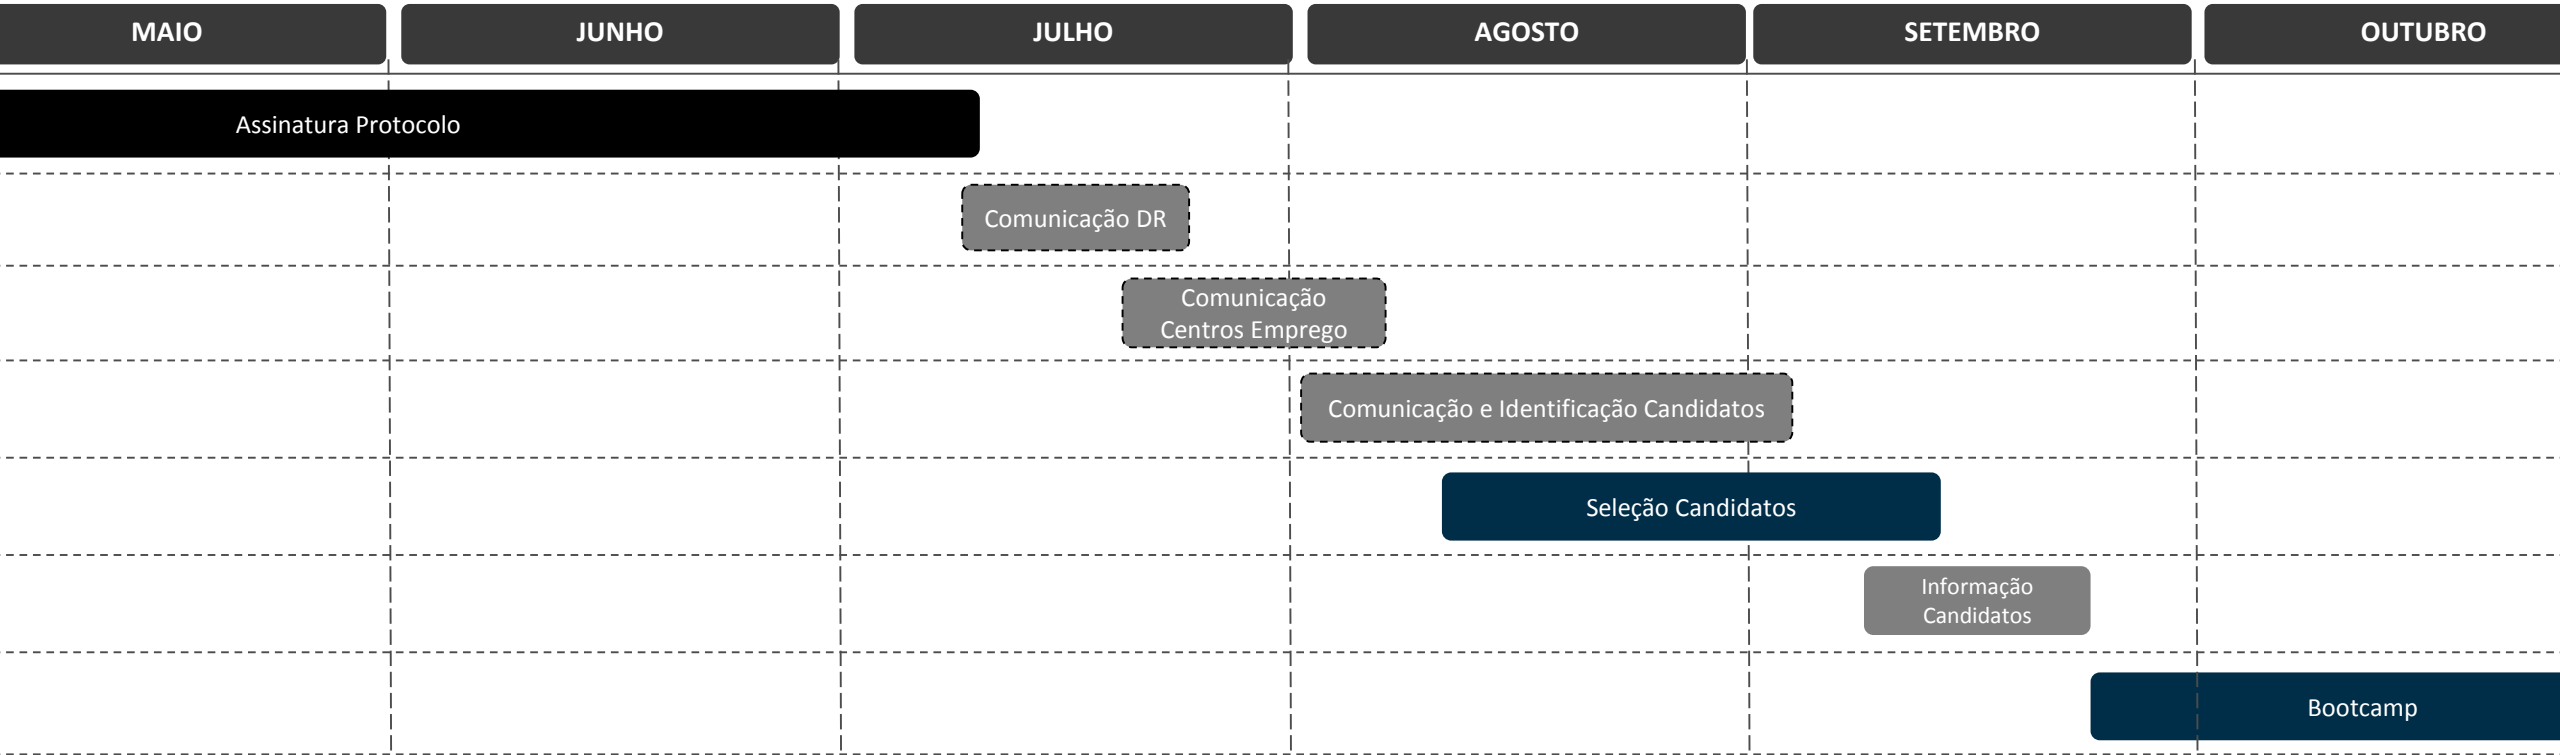 MAIO
JUNHO
JULHO
AGOSTO
SETEMBRO
OUTUBRO
Assinatura Protocolo
Comunicação DR
Comunicação
Centros Emprego
Comunicação e Identificação Candidatos
Seleção Candidatos
Informação
Candidatos
Bootcamp